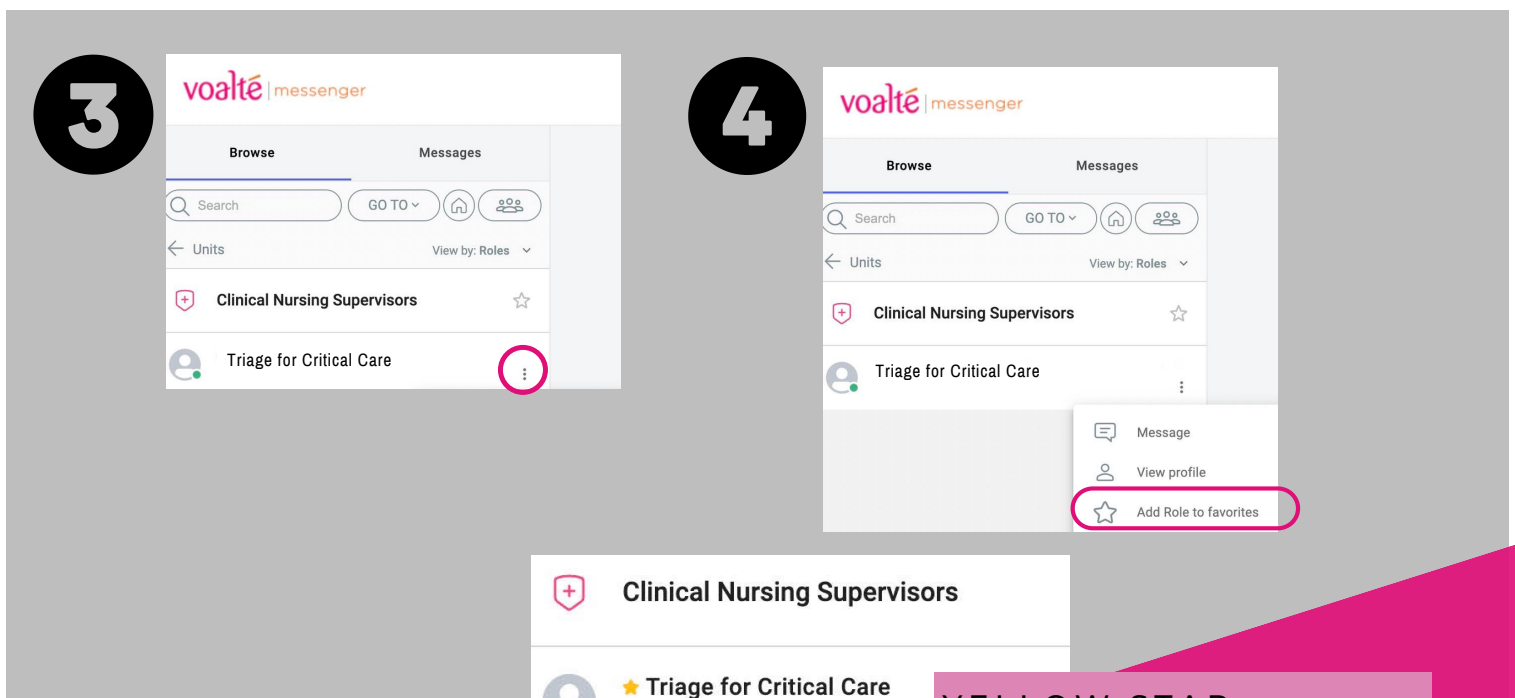 3
voalté | messenger
Browse Messages
Search GO TO
Units View by: Roles
Clinical Nursing Supervisors
Triage for Critical Care
4
voalté | messenger
Browse Messages
Search GO TO
Units View by: Roles
Clinical Nursing Supervisors
Triage for Critical Care
Message
View profile
Add Role to favorites
Clinical Nursing Supervisors
Triage for Critical Care
YELLOW STAR